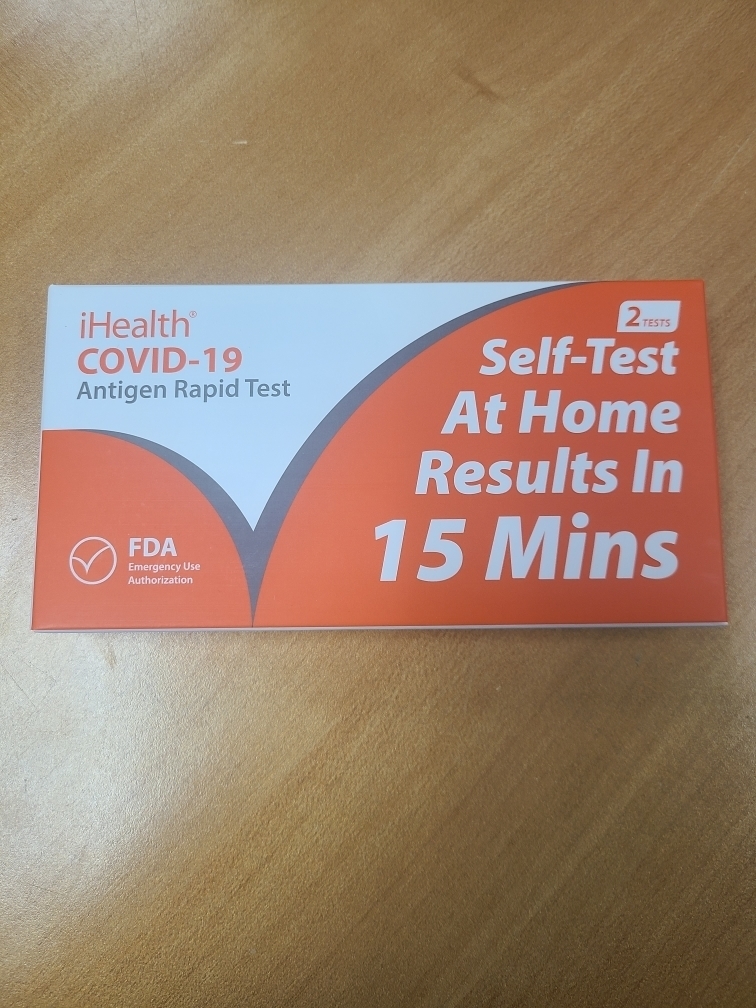 iHealth®
COVID-19
Antigen Rapid Test
2 TESTS
Self-Test
At Home
Results In
15 Mins
FDA
Emergency Use
Authorization